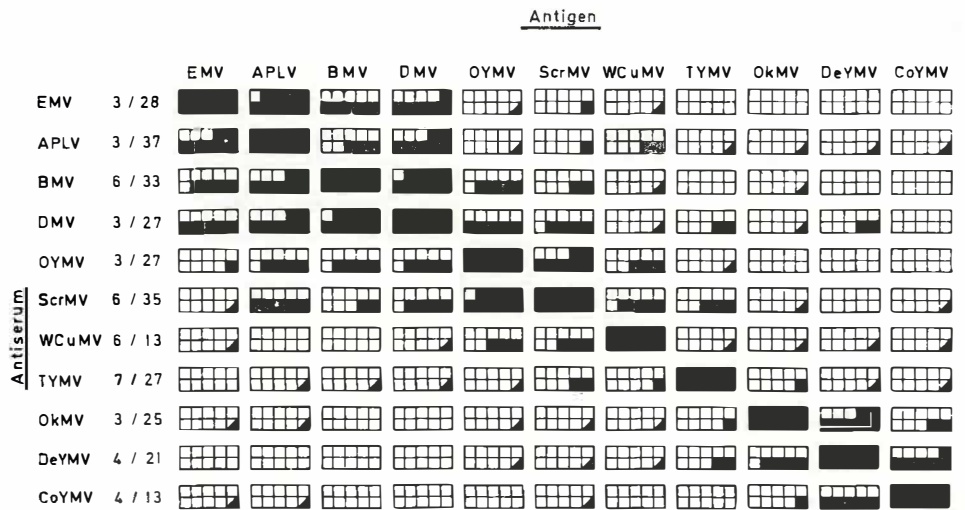 Antigen
EMV APLV BMV DMV OYMV ScrMV WCuMV TYMV OkMV DeYMV CoYMV
Antiserum
EMV 3 / 28
APLV 3 / 37
BMV 6 / 33
DMV 3 / 27
OYMV 3 / 27
ScrMV 6 / 35
WCuMV 6 / 13
TYMV 7 / 27
OkMV 3 / 25
DeYMV 4 / 21
CoYMV 4 / 13